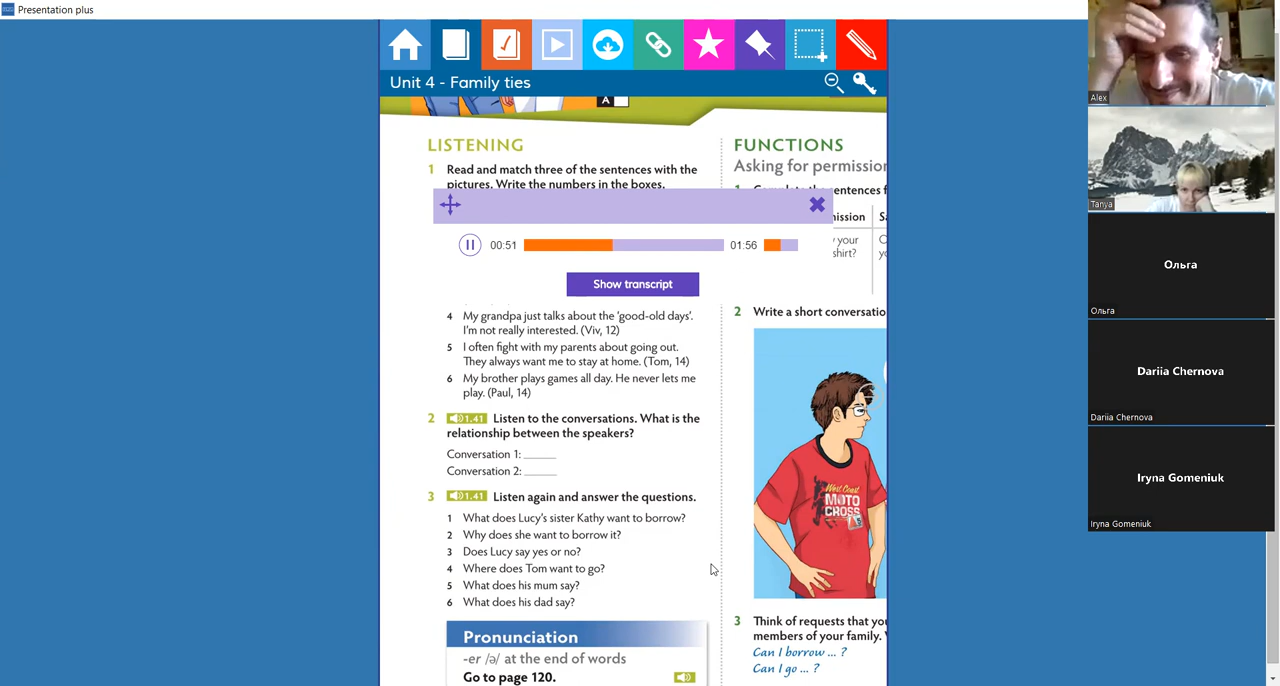 Presentation plus
Unit 4 - Family ties
A
LISTENING
1 Read and match three of the sentences with the
pictures. Write the numbers in the boxes.
00:51
01:56
Show transcript
4 My grandpa just talks about the 'good-old days'.
I'm not really interested. (Viv, 12)
5 I often fight with my parents about going out.
They always want me to stay at home. (Tom, 14)
6 My brother plays games all day. He never lets me
play. (Paul, 14)
2 1.41 Listen to the conversations. What is the
relationship between the speakers?
Conversation 1: ______
Conversation 2: ______
3 1.41 Listen again and answer the questions.
1 What does Lucy's sister Kathy want to borrow?
2 Why does she want to borrow it?
3 Does Lucy say yes or no?
4 Where does Tom want to go?
5 What does his mum say?
6 What does his dad say?
Pronunciation
-er /ə/ at the end of words
Go to page 120.
FUNCTIONS
Asking for permission
your
shirt?
2 Write a short conversatio
West Coast
MOTO
CROSS
3 Think of requests that you
members of your family.
Can I borrow ... ?
Can I go ... ?
Alex
Tanya
Ольга
Ольга
Dariia Chernova
Dariia Chernova
Iryna Gomeniuk
Iryna Gomeniuk